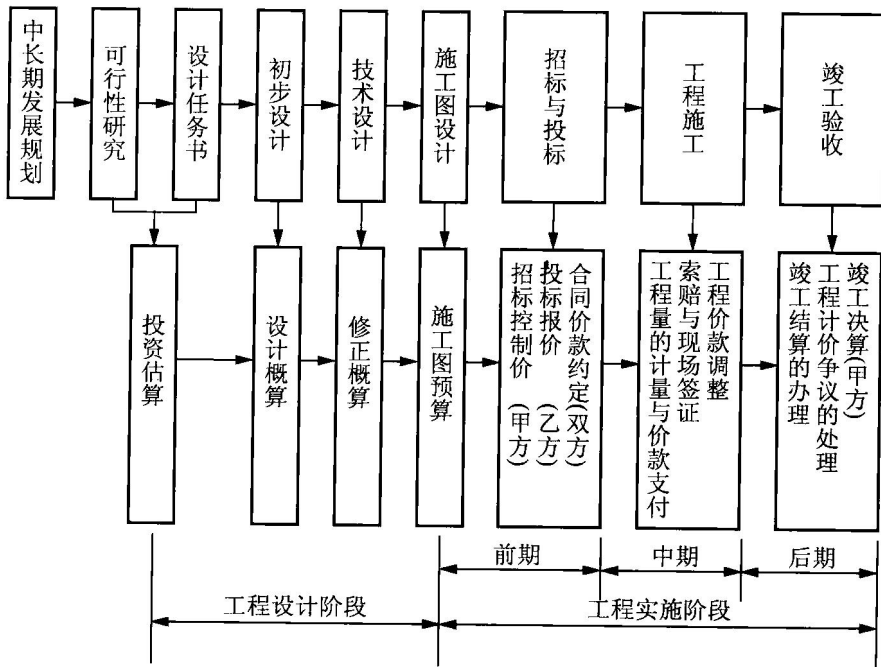 中长期发展规划
可行性研究
设计任务书
初步设计
技术设计
施工图设计
招标与投标
工程施工
竣工验收
投资估算
设计概算
修正概算
施工图预算
合同价款约定(双方)
投标报价 (乙方)
招标控制价 (甲方)
工程价款调整
索赔与现场签证
工程量的计量与价款支付
竣工决算(甲方)
工程计价争议的处理
竣工结算的办理
前期
中期
后期
工程设计阶段
工程实施阶段